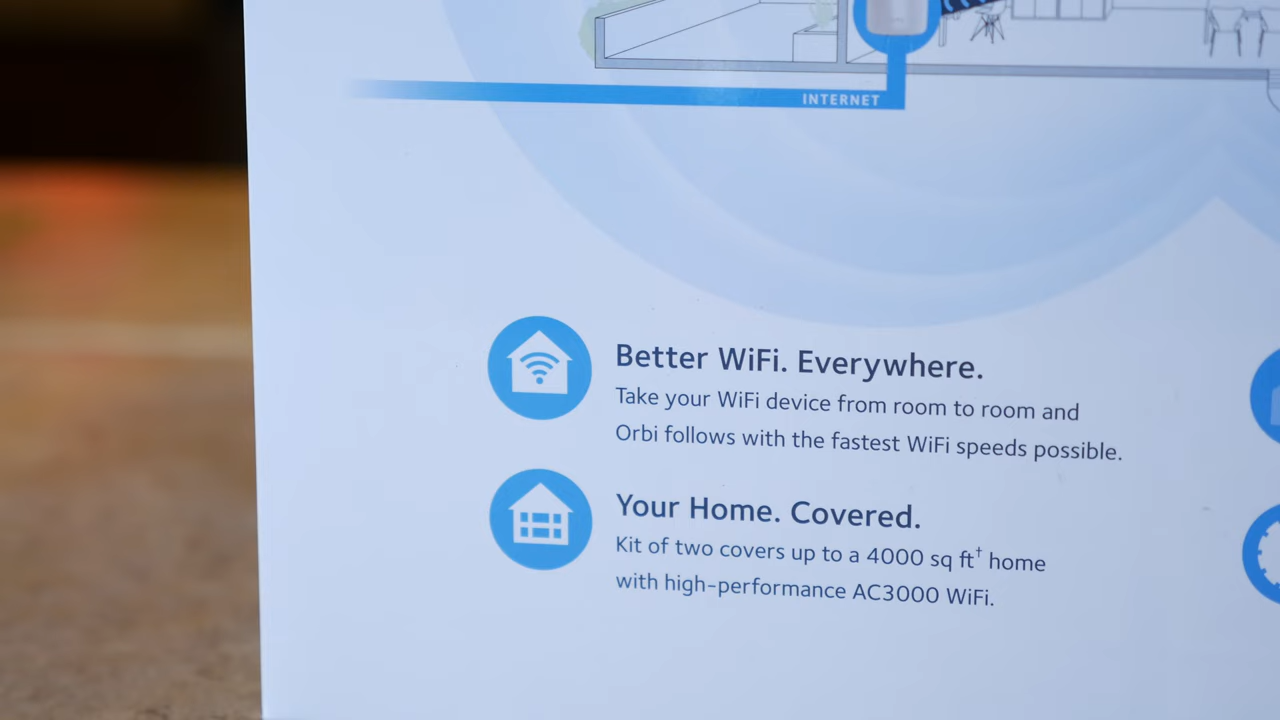 INTERNET
Better WiFi. Everywhere.
Take your WiFi device from room to room and
Orbi follows with the fastest WiFi speeds possible.
Your Home. Covered.
Kit of two covers up to a 4000 sq ft† home
with high-performance AC3000 WiFi.